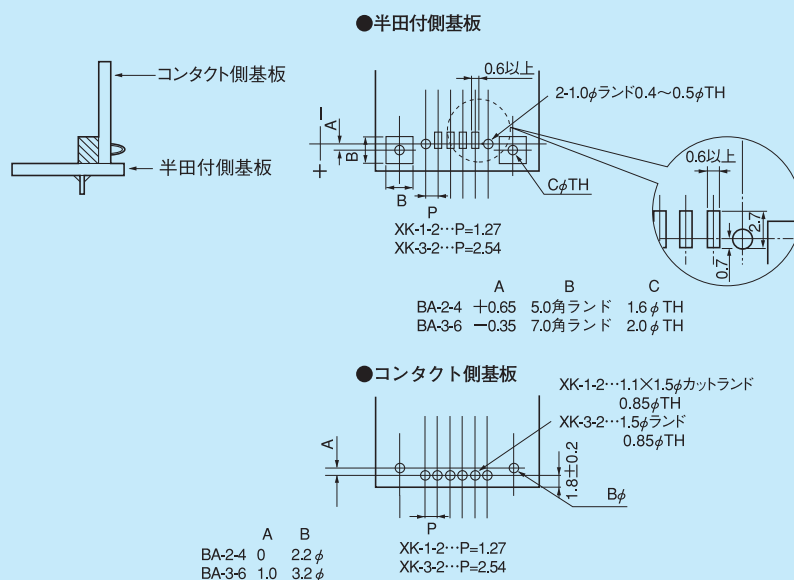 ●半田付側基板
コンタクト側基板
半田付側基板
0.6以上
2-1.0φランド0.4〜0.5φTH
A
−
+
B
B
CφTH
P
XK-1-2…P=1.27
XK-3-2…P=2.54
0.6以上
2.7
0.7
A B C
BA-2-4 +0.65 5.0角ランド 1.6φTH
BA-3-6 −0.35 7.0角ランド 2.0φTH
●コンタクト側基板
XK-1-2…1.1×1.5φカットランド
0.85φTH
XK-3-2…1.5φランド
0.85φTH
A
1.8±0.2
Bφ
P
XK-1-2…P=1.27
XK-3-2…P=2.54
A B
BA-2-4 0 2.2φ
BA-3-6 1.0 3.2φ